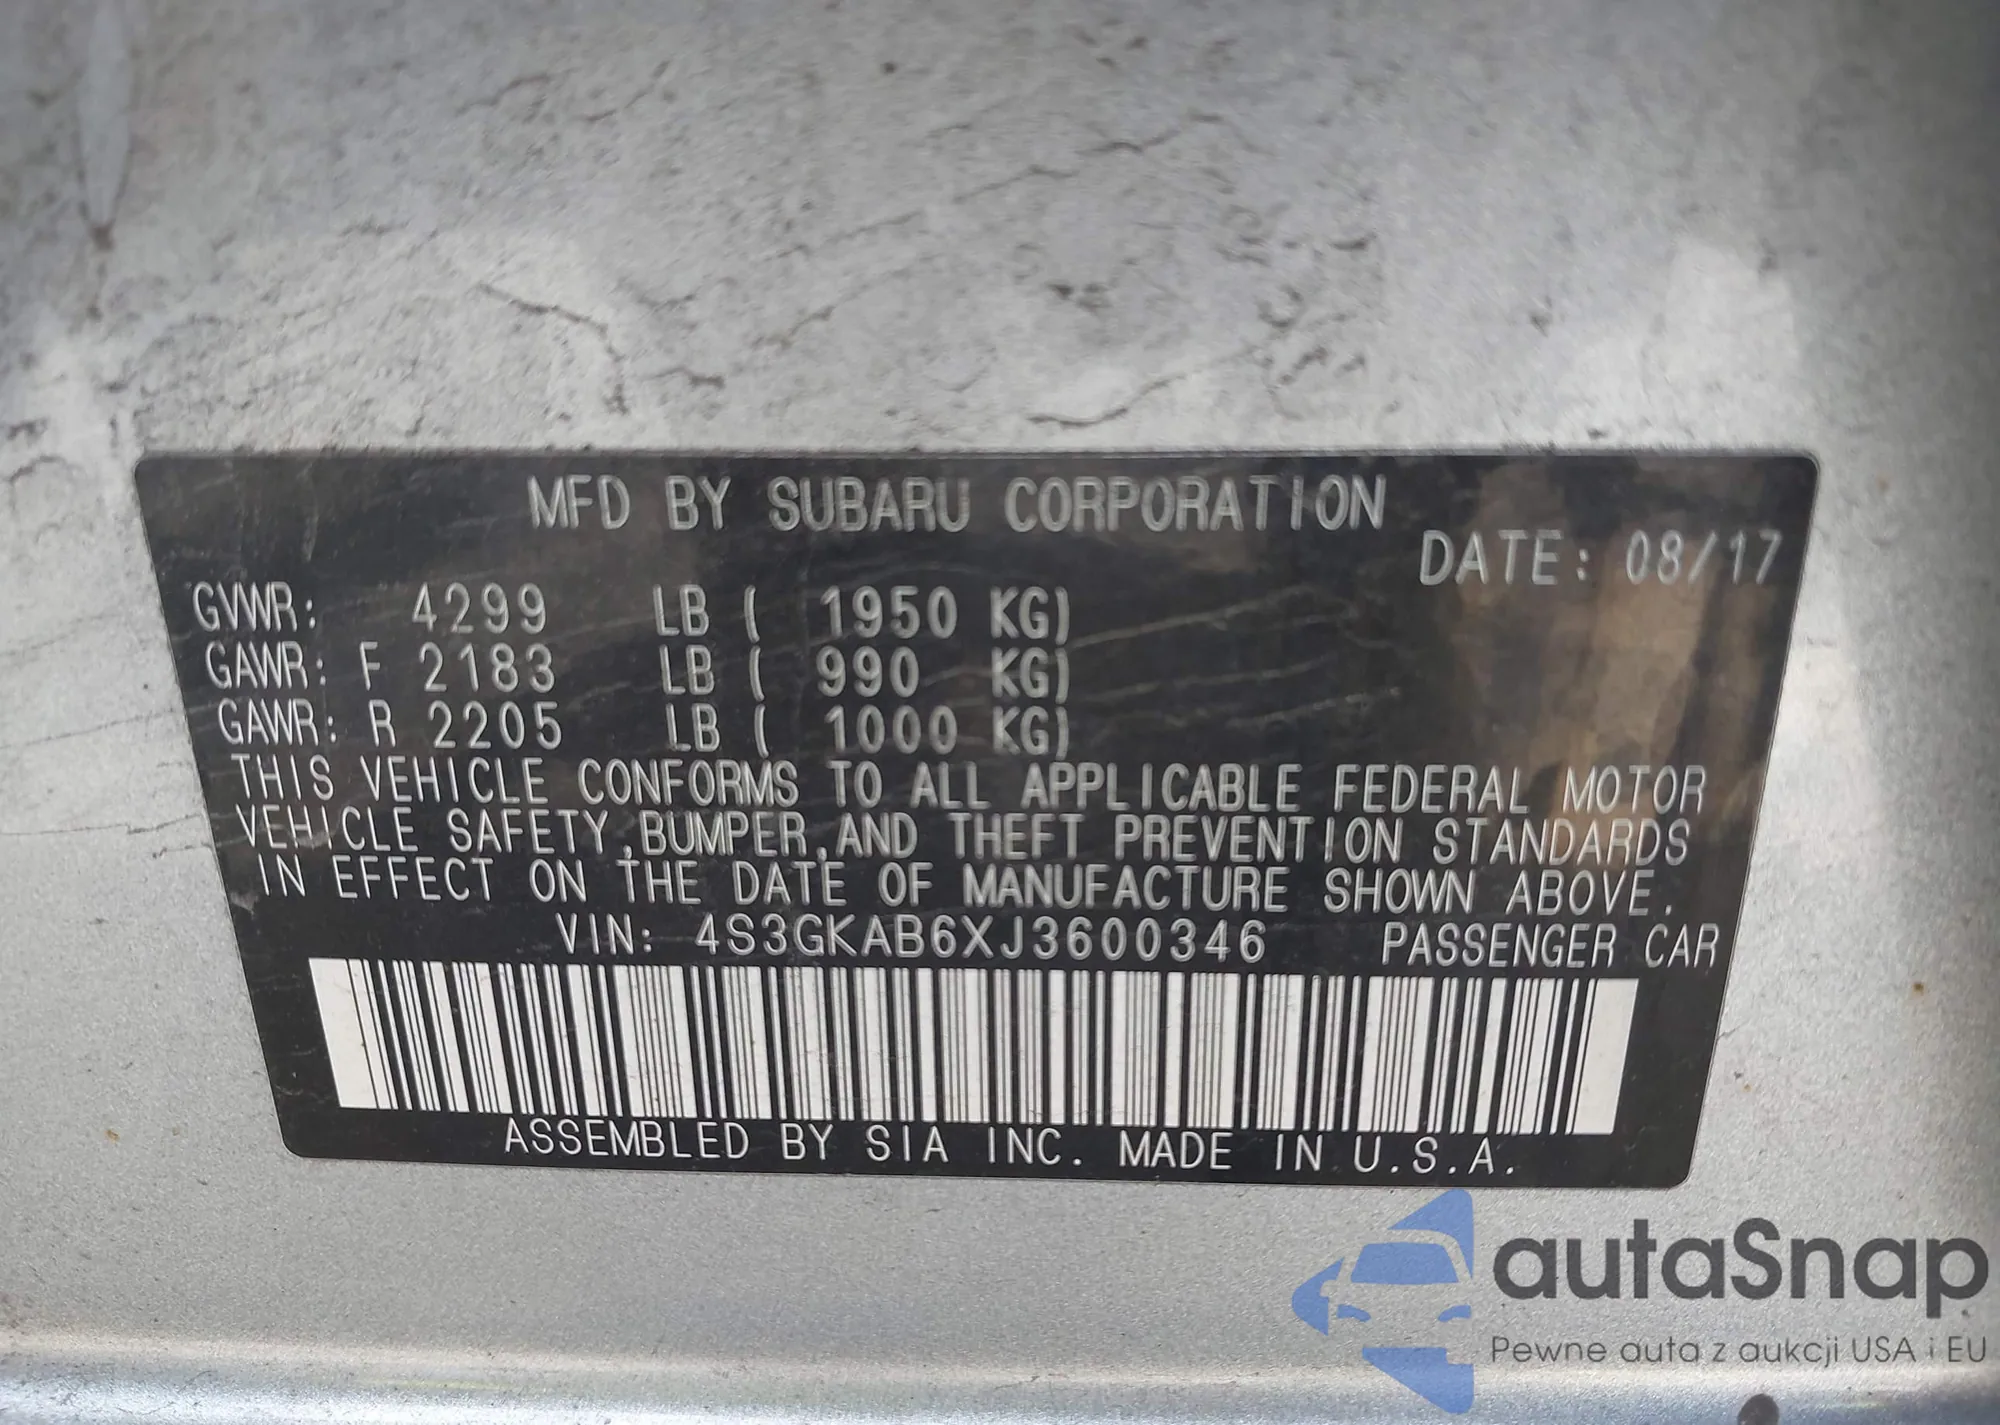 MFD BY SUBARU CORPORATION
DATE: 08/17
GVWR: 4299 LB ( 1950 KG)
GAWR: F 2183 LB ( 990 KG)
GAWR: R 2205 LB ( 1000 KG)
THIS VEHICLE CONFORMS TO ALL APPLICABLE FEDERAL MOTOR
VEHICLE SAFETY,BUMPER,AND THEFT PREVENTION STANDARDS
IN EFFECT ON THE DATE OF MANUFACTURE SHOWN ABOVE.
VIN: 4S3GKAB6XJ3600346 PASSENGER CAR
ASSEMBLED BY SIA INC. MADE IN U.S.A.
autaSnap
Pewne auta z aukcji USA i EU